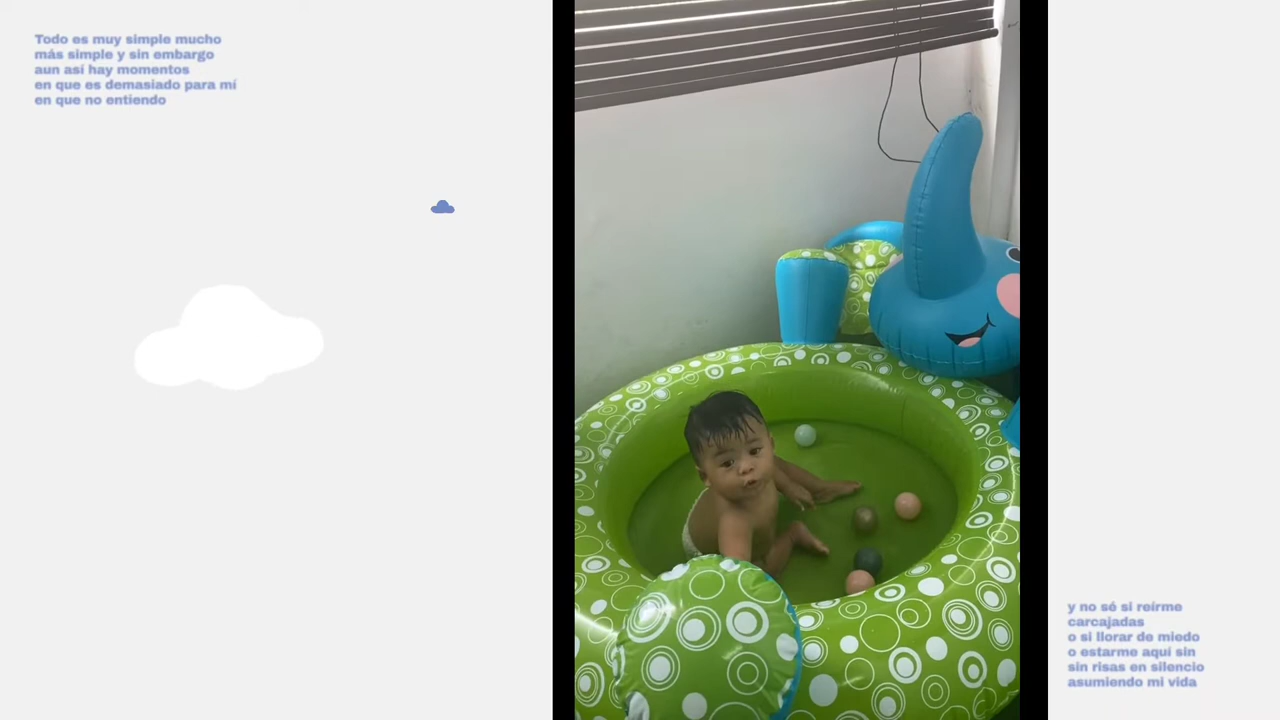 Todo es muy simple mucho
más simple y sin embargo
aun así hay momentos
en que es demasiado para mí
en que no entiendo
y no sé si reírme
carcajadas
o si llorar de miedo
o estarme aquí sin
sin risas en silencio
asumiendo mi vida